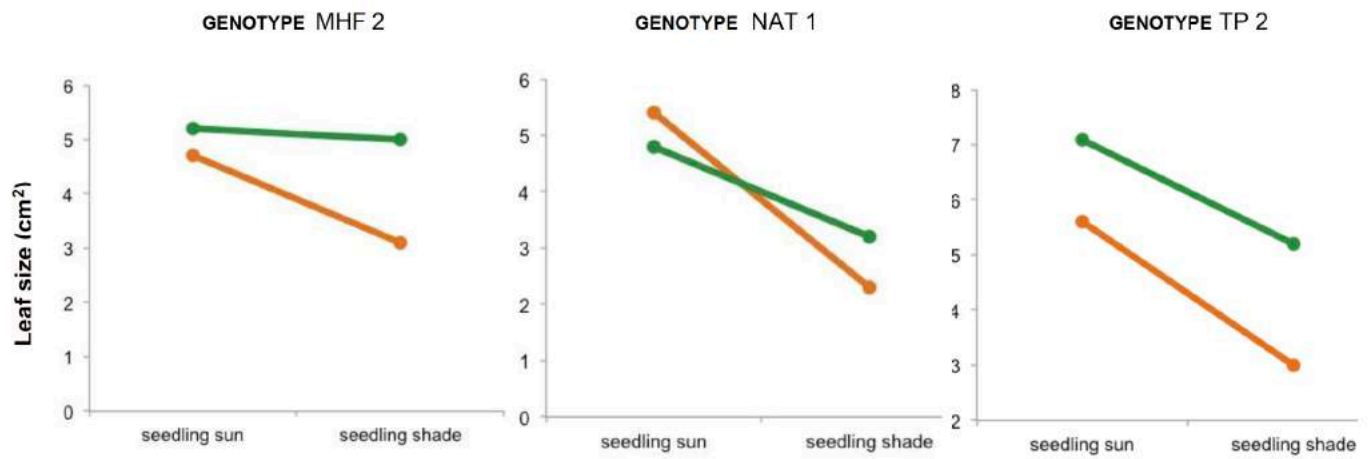 GENOTYPE MHF 2
GENOTYPE NAT 1
GENOTYPE TP 2
Leaf size (cm²)
6
5
4
3
2
1
0
seedling sun
seedling shade
6
5
4
3
2
1
0
seedling sun
seedling shade
8
7
6
5
4
3
2
seedling sun
seedling shade